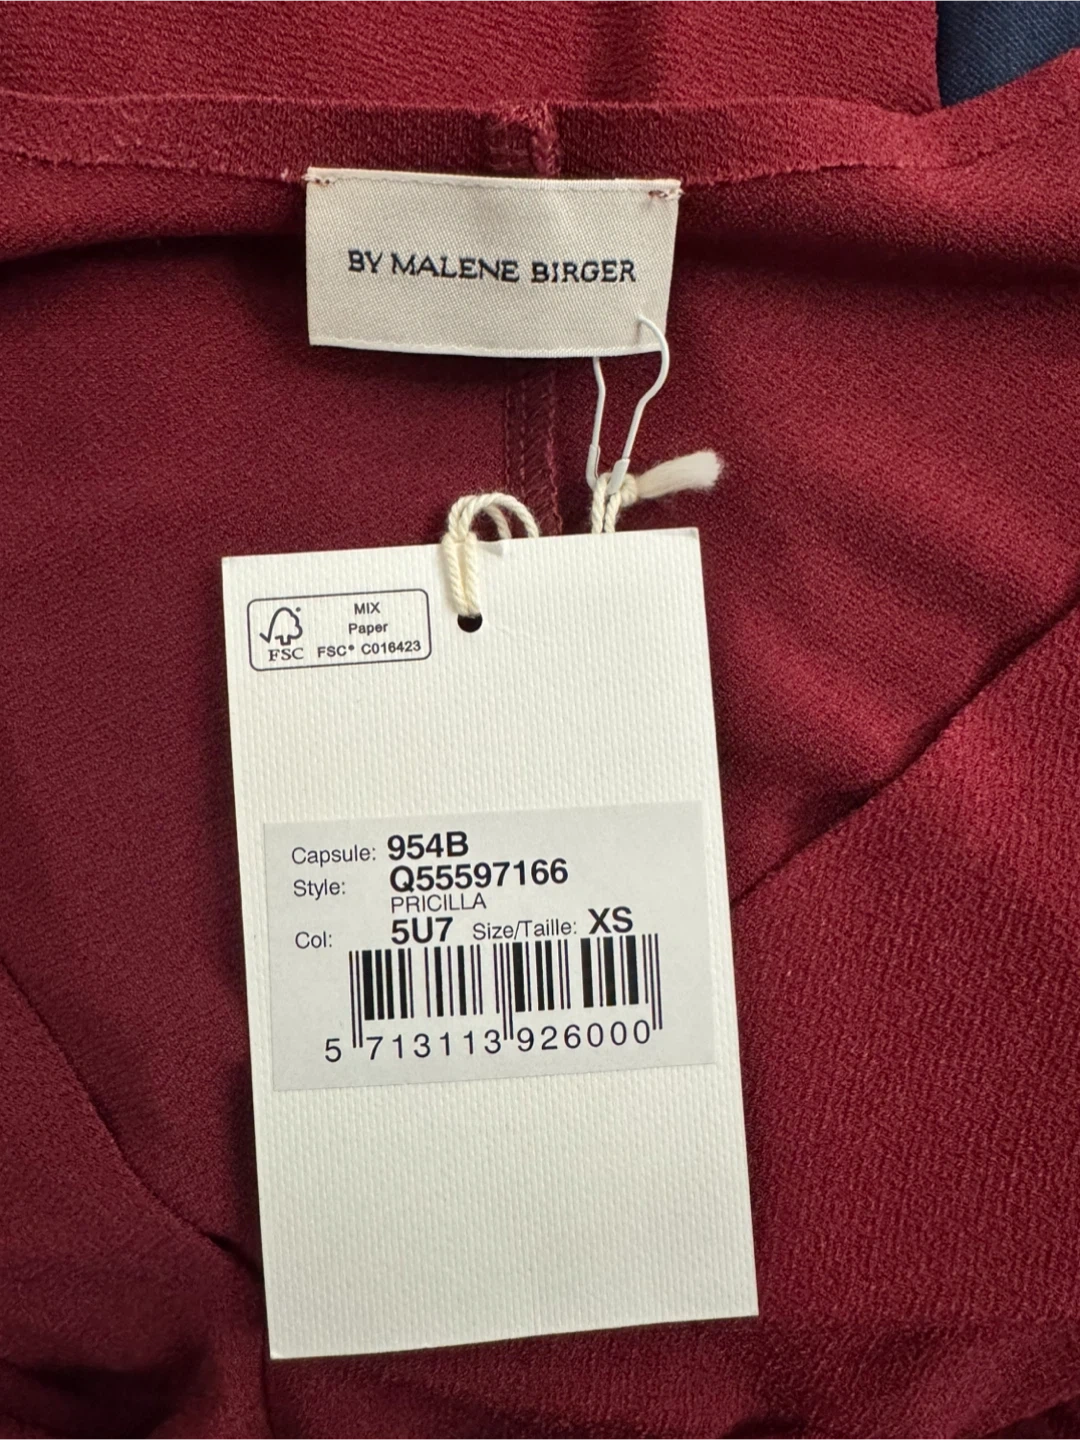 BY MALENE BIRGER
MIX
Paper
FSC FSC® C016423
Capsule: 954B
Style: Q55597166
PRICILLA
Col: 5U7 Size/Taille: XS
5 713113 926000